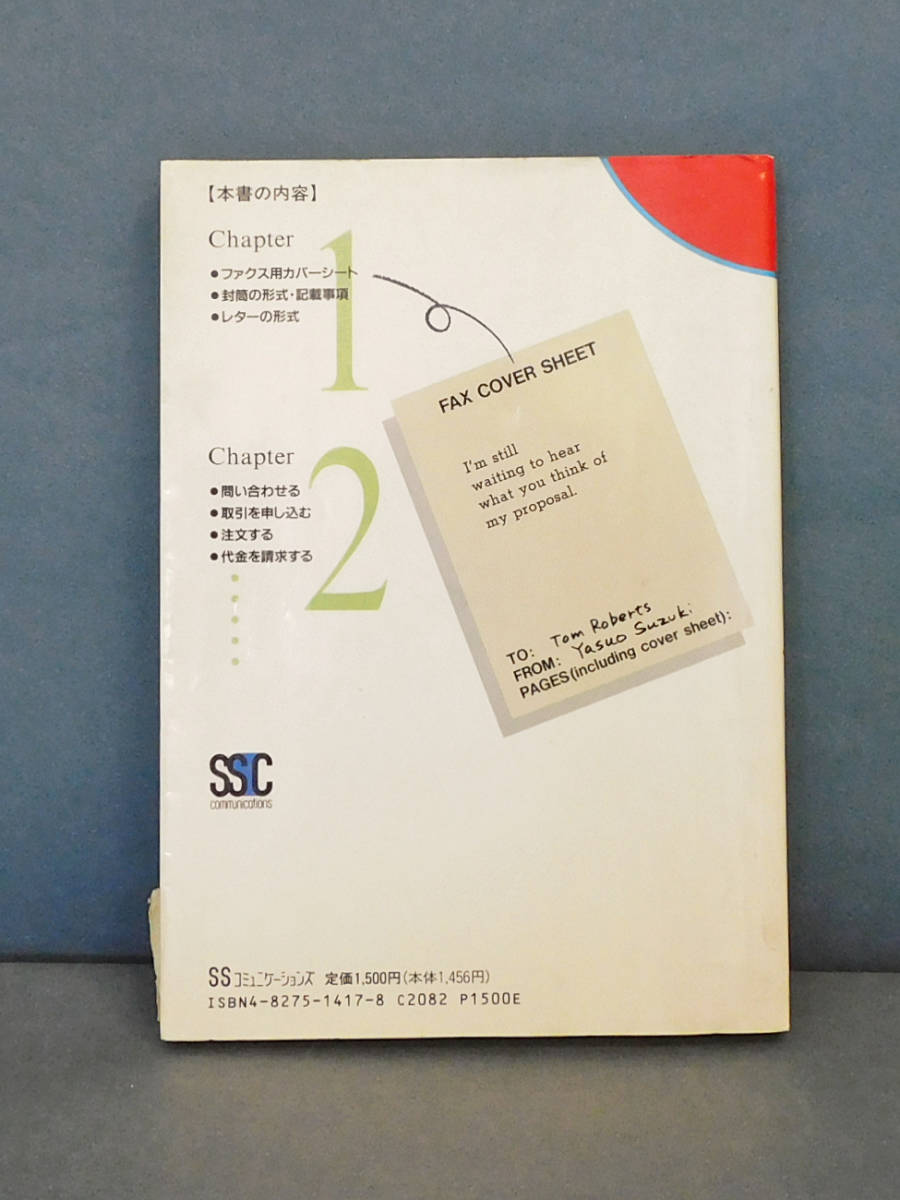 【本書の内容】
Chapter 1
●ファクス用カバーシート
●封筒の形式・記載事項
●レターの形式
FAX COVER SHEET
I'm still
waiting to hear
what you think of
my proposal.
TO: Tom Roberts
FROM: Yasuo Suzuki
PAGES(including cover sheet):
Chapter 2
●問い合わせる
●取引を申し込む
●注文する
●代金を請求する
SSC
communications
SSコミュニケーションズ 定価1,500円(本体1,456円)
ISBN4-8275-1417-8 C2082 P1500E